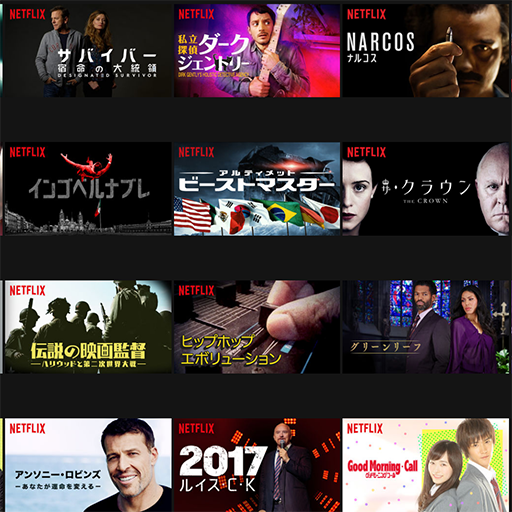 NETFLIX
サバイバー
宿命の大統領
DESIGNATED SURVIVOR
NETFLIX
私立探偵
ダーク
ジェントリー
DIRK GENTLY'S HOLISTIC DETECTIVE AGENCY
NETFLIX
NARCOS
ナルコス
NETFLIX
インゴベルナブレ
NETFLIX
アルティメット
ビーストマスター
NETFLIX
ザ・クラウン
THE CROWN
NETFLIX
伝説の映画監督
―ハリウッドと第二次世界大戦―
NETFLIX
ヒップホップ
エボリューション
NETFLIX
グリーンリーフ
NETFLIX
アンソニー・ロビンズ
―あなたが運命を変える―
NETFLIX
2017
ルイス C・K
NETFLIX
Good Morning・Call
グッドモーニング・コール